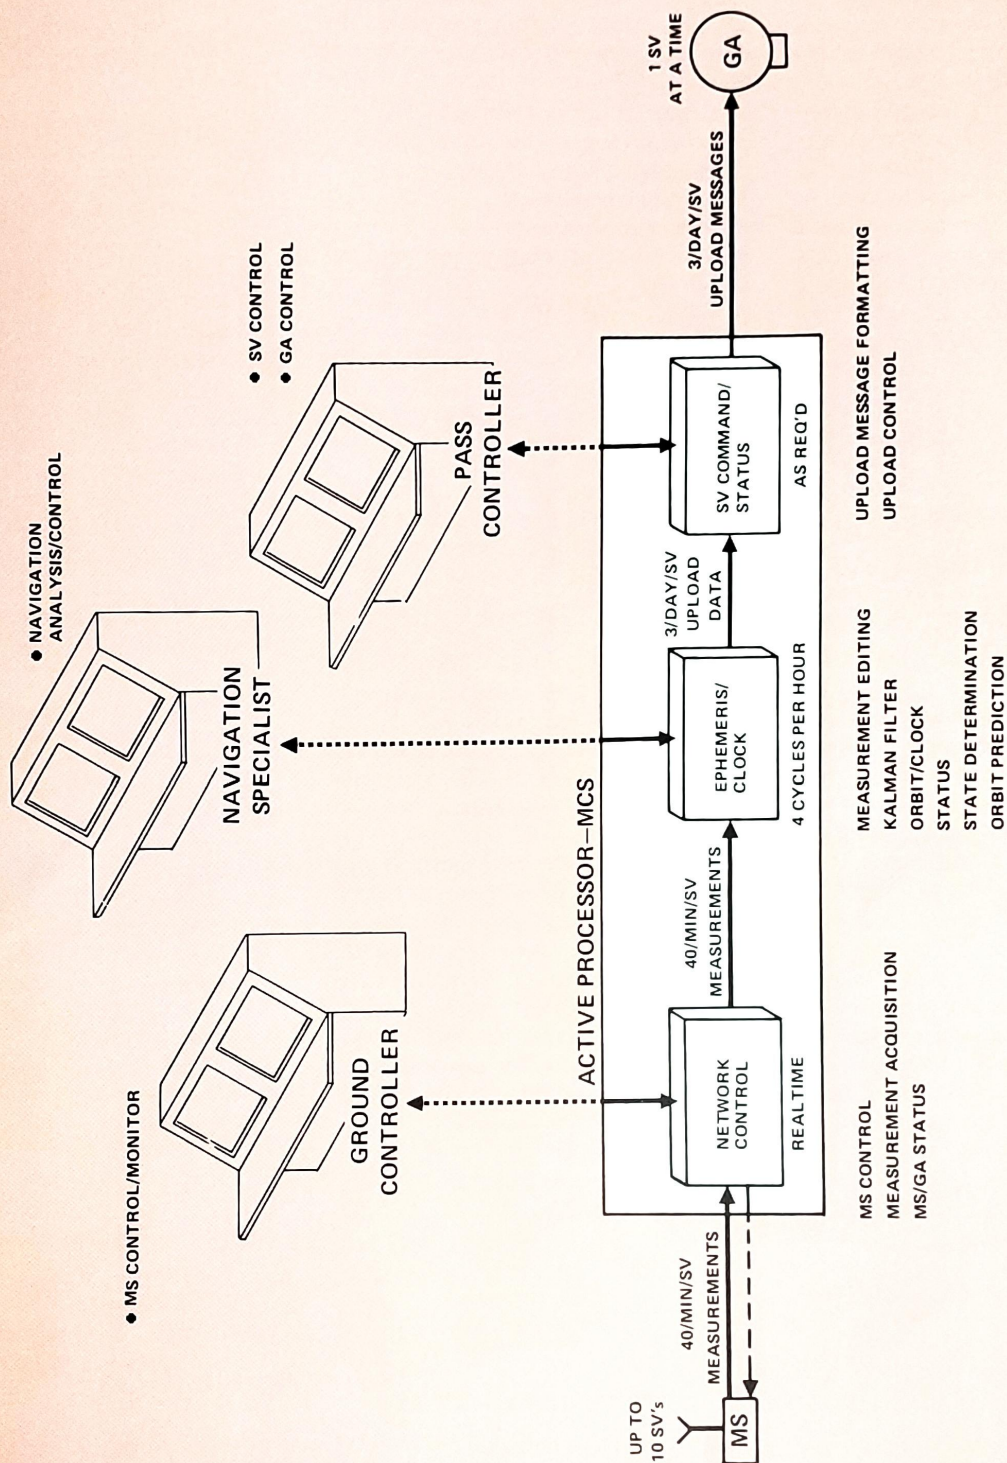 ● MS CONTROL/MONITOR
● NAVIGATION
ANALYSIS/CONTROL
● SV CONTROL
● GA CONTROL
GROUND
CONTROLLER
NAVIGATION
SPECIALIST
PASS
CONTROLLER
ACTIVE PROCESSOR–MCS
UP TO
10 SV's
MS
40/MIN/SV
MEASUREMENTS
NETWORK
CONTROL
REALTIME
40/MIN/SV
MEASUREMENTS
EPHEMERIS/
CLOCK
4 CYCLES PER HOUR
3/DAY/SV
UPLOAD
DATA
SV COMMAND/
STATUS
AS REQ'D
3/DAY/SV
UPLOAD MESSAGES
1 SV
AT A TIME
GA
MS CONTROL
MEASUREMENT ACQUISITION
MS/GA STATUS
MEASUREMENT EDITING
KALMAN FILTER
ORBIT/CLOCK
STATUS
STATE DETERMINATION
ORBIT PREDICTION
UPLOAD MESSAGE FORMATTING
UPLOAD CONTROL